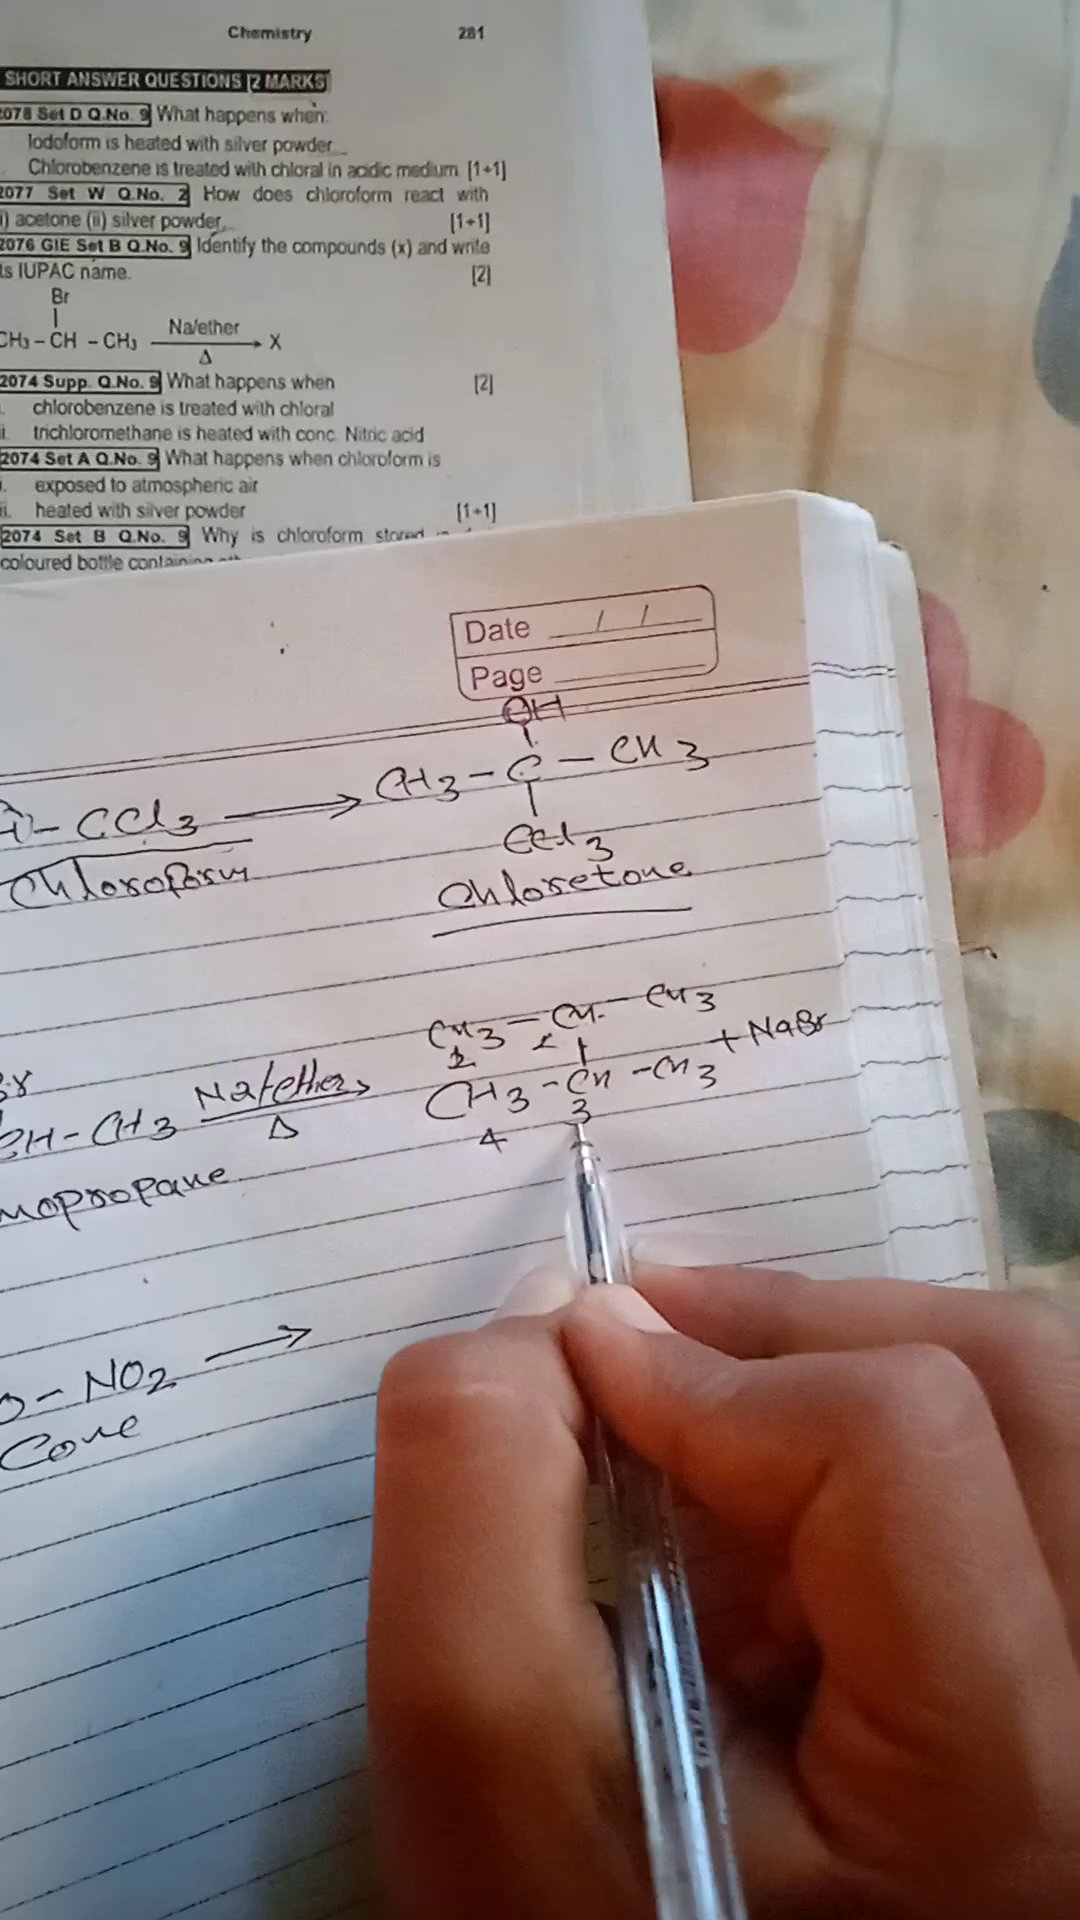 Chemistry 281
SHORT ANSWER QUESTIONS [2 MARKS]
2078 Set D Q.No. 9 What happens when:
Iodoform is heated with silver powder
Chlorobenzene is treated with chloral in acidic medium. [1+1]
2077 Set W Q.No. 2 How does chloroform react with
i) acetone (ii) silver powder [1+1]
2076 GIE Set B Q.No. 9 Identify the compounds (x) and write
its IUPAC name. [2]
Br
CH3 – CH – CH3 Na/ether Δ X
2074 Supp. Q.No. 9 What happens when [2]
chlorobenzene is treated with chloral
ii. trichloromethane is heated with conc. Nitric acid
2074 Set A Q.No. 9 What happens when chloroform is
i. exposed to atmospheric air
ii. heated with silver powder [1+1]
2074 Set B Q.No. 9 Why is chloroform stored
coloured bottle containing
Date / /
Page
OH
– CCl3 → CH3 – C – CH3
CCl3
Chloroform Chloretone
CH3 – CH – CH3
1 2
Br Na/ether CH3 – CH – CH3 + NaBr
CH – CH3 Δ 4 3
mopropane
O – NO2 →
Conc